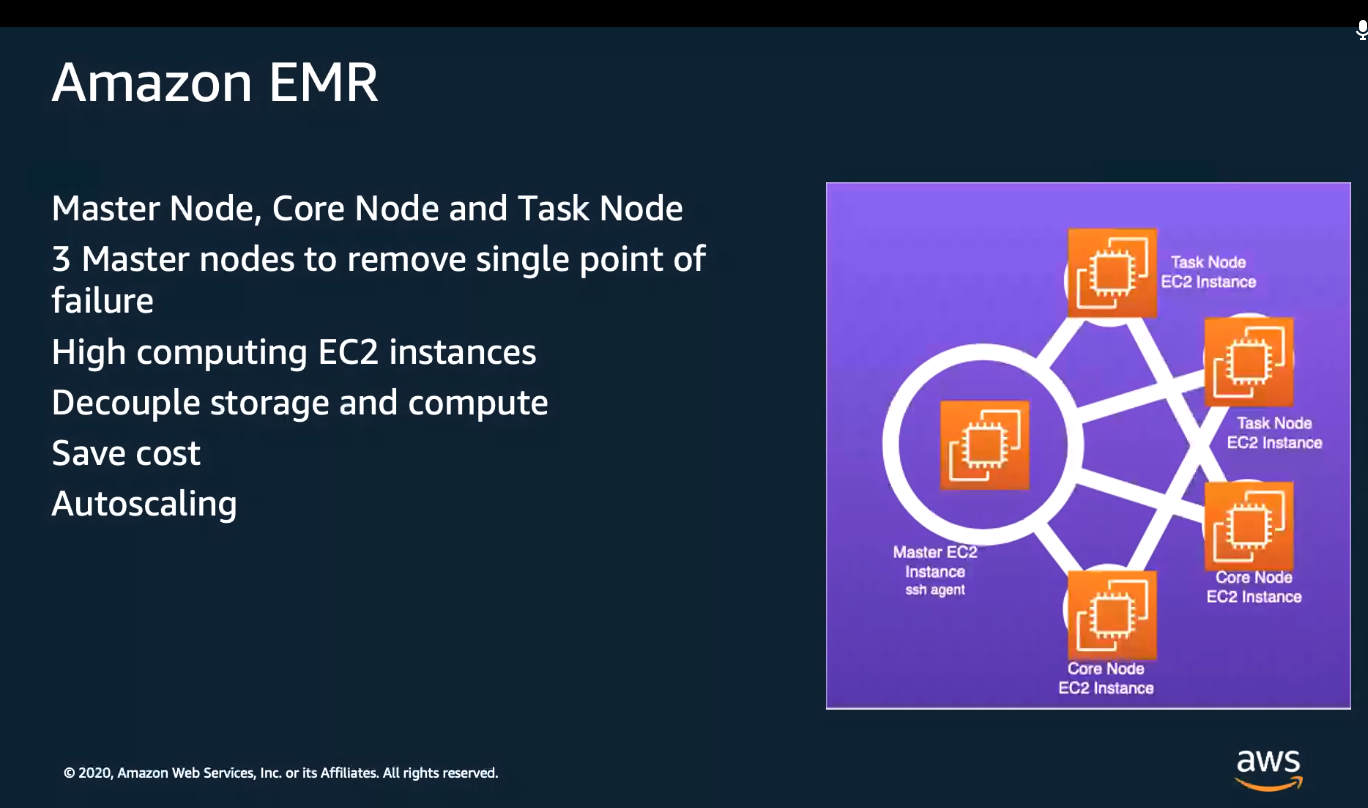 Amazon EMR
Master Node, Core Node and Task Node
3 Master nodes to remove single point of
failure
High computing EC2 instances
Decouple storage and compute
Save cost
Autoscaling
Task Node
EC2 Instance
Task Node
EC2 Instance
Master EC2
Instance
ssh agent
Core Node
EC2 Instance
Core Node
EC2 Instance
© 2020, Amazon Web Services, Inc. or its Affiliates. All rights reserved.
aws